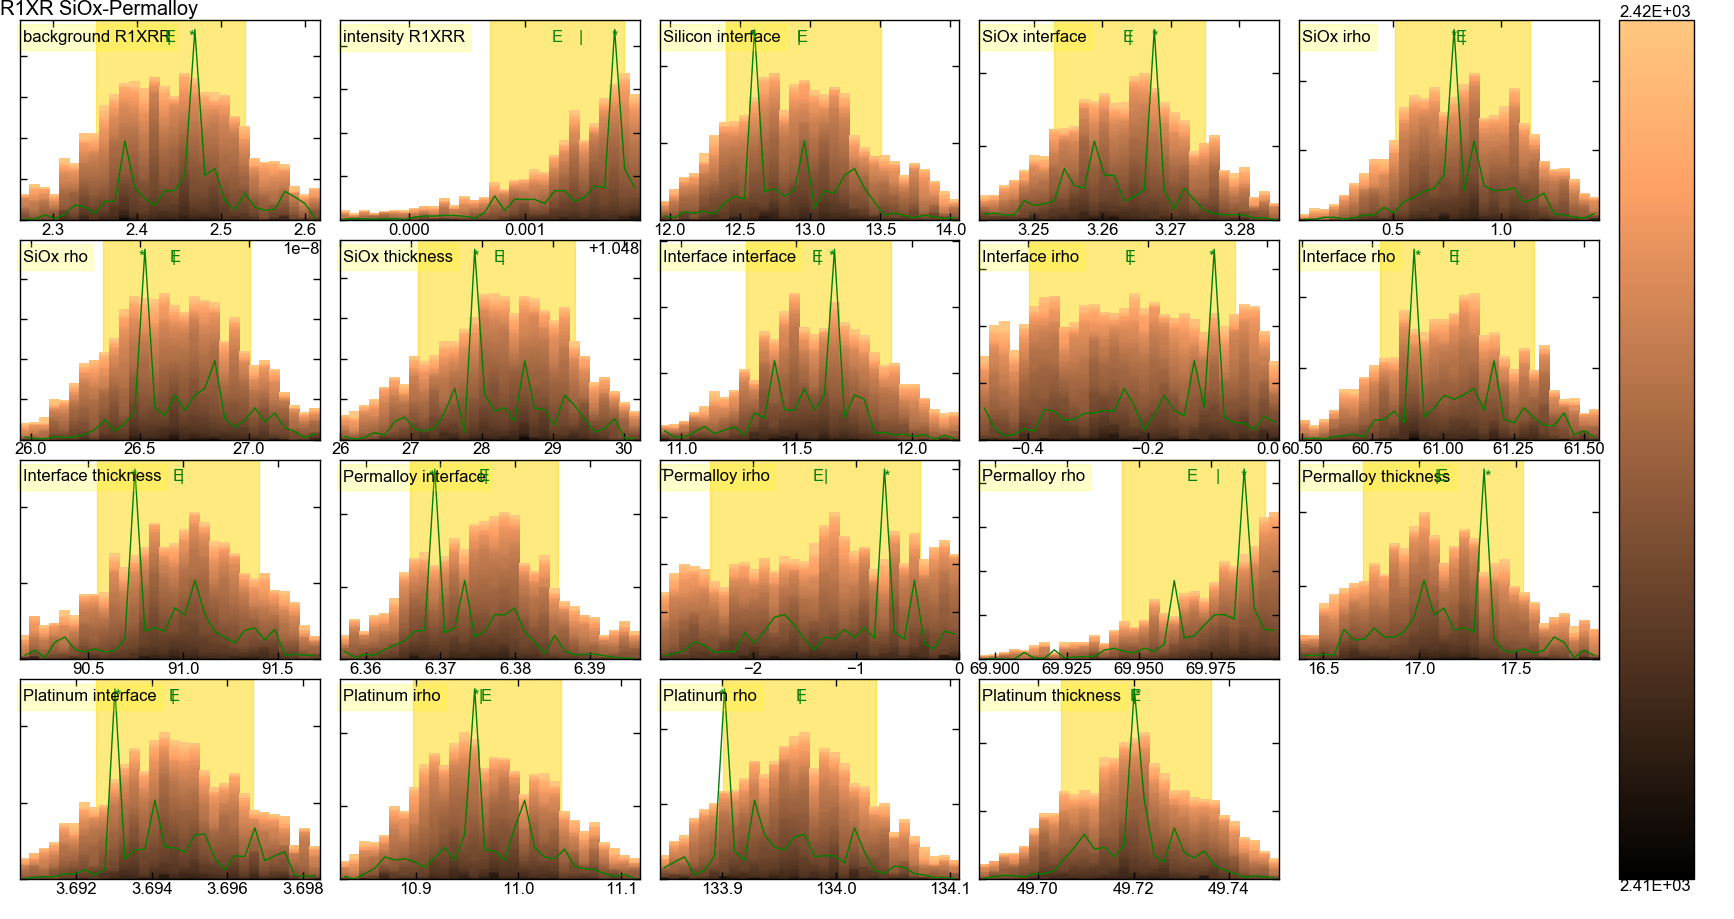 R1XR SiOx-Permalloy
2.42E+03
background R1XRR
intensity R1XRR
Silicon interface
SiOx interface
SiOx irho
E E E E E
2.3 2.4 2.5 2.6
0.000 0.001
12.0 12.5 13.0 13.5 14.0
3.25 3.26 3.27 3.28
0.5 1.0
1e−8
+1.048
SiOx rho
SiOx thickness
Interface interface
Interface irho
Interface rho
E E E E E
26.0 26.5 27.0
26 27 28 29 30
11.0 11.5 12.0
−0.4 −0.2 0.0
60.50 60.75 61.00 61.25 61.50
Interface thickness
Permalloy interface
Permalloy irho
Permalloy rho
Permalloy thickness
E E E E E
90.5 91.0 91.5
6.36 6.37 6.38 6.39
−2 −1 0
69.900 69.925 69.950 69.975
16.5 17.0 17.5
Platinum interface
Platinum irho
Platinum rho
Platinum thickness
E E E E
3.692 3.694 3.696 3.698
10.9 11.0 11.1
133.9 134.0 134.1
49.70 49.72 49.74
2.41E+03